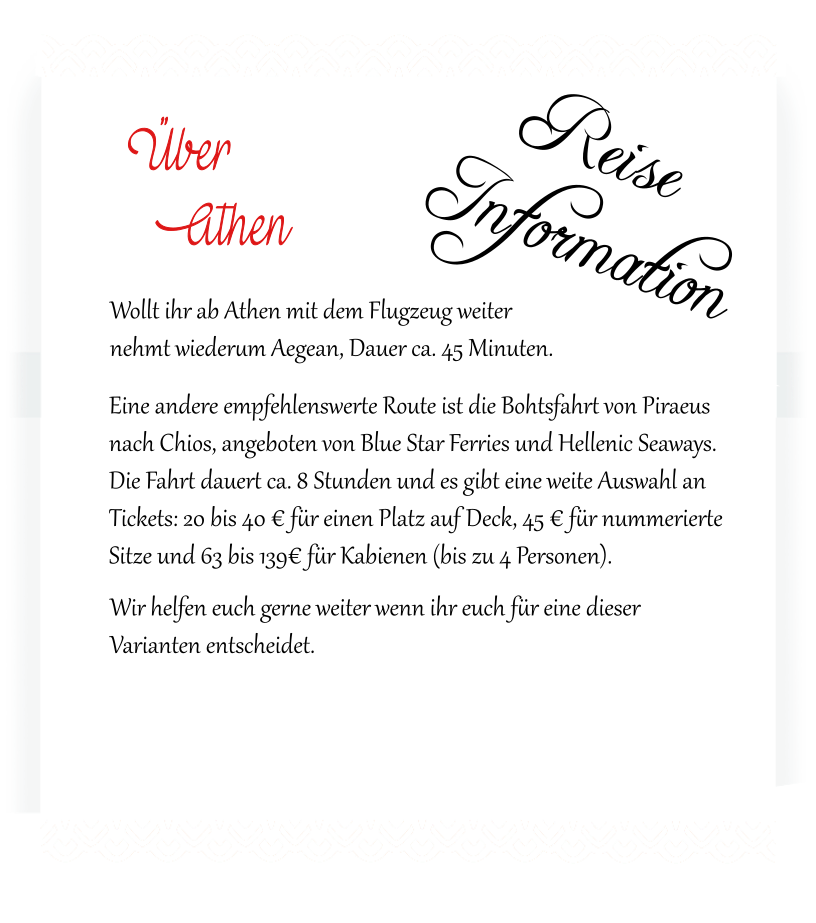 Über
Athen
Reise
Information
Wollt ihr ab Athen mit dem Flugzeug weiter
nehmt wiederum Aegean, Dauer ca. 45 Minuten.
Eine andere empfehlenswerte Route ist die Bohtsfahrt von Piraeus
nach Chios, angeboten von Blue Star Ferries und Hellenic Seaways.
Die Fahrt dauert ca. 8 Stunden und es gibt eine weite Auswahl an
Tickets: 20 bis 40 € für einen Platz auf Deck, 45 € für nummerierte
Sitze und 63 bis 139€ für Kabienen (bis zu 4 Personen).
Wir helfen euch gerne weiter wenn ihr euch für eine dieser
Varianten entscheidet.